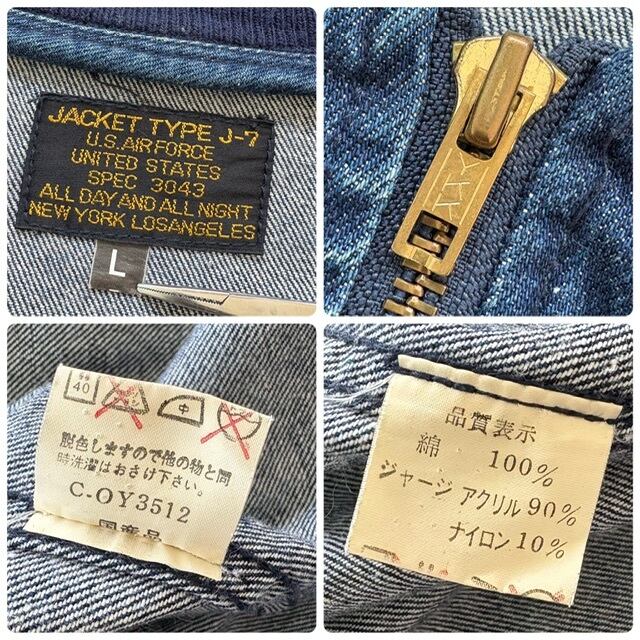 JACKET TYPE J-7
U.S.AIR FORCE
UNITED STATES
SPEC 3043
ALL DAY AND ALL NIGHT
NEW YORK LOSANGELES
L
40
中
脱色しますので他の物と同
時洗濯はおさけ下さい。
C-OY3512
国産品
品質表示
綿 100%
ジャージ アクリル 90%
ナイロン 10%